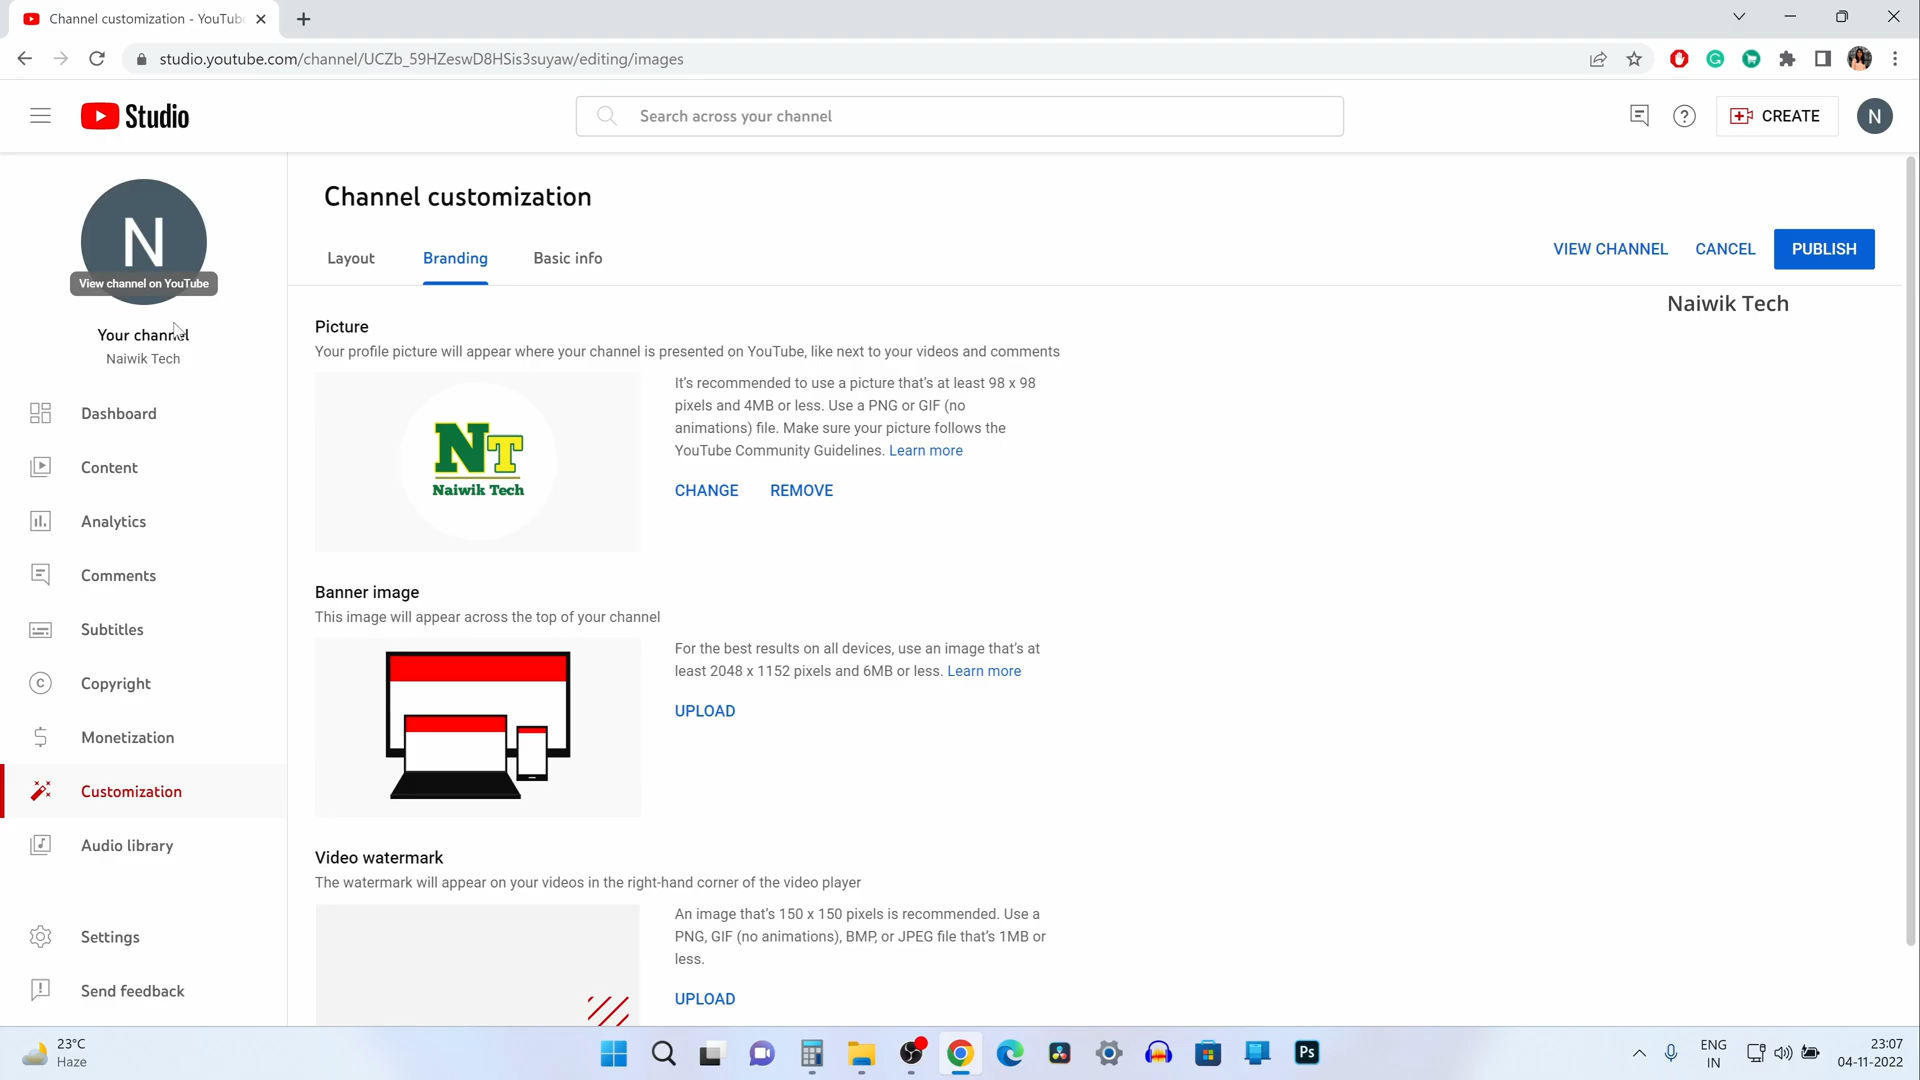 Channel customization - YouTube
studio.youtube.com/channel/UCZb_59HZeswD8HSis3suyaw/editing/images
Studio
Search across your channel
CREATE
N
N
View channel on YouTube
Your channel
Naiwik Tech
Dashboard
Content
Analytics
Comments
Subtitles
Copyright
Monetization
Customization
Audio library
Settings
Send feedback
Channel customization
Layout
Branding
Basic info
VIEW CHANNEL
CANCEL
PUBLISH
Naiwik Tech
Picture
Your profile picture will appear where your channel is presented on YouTube, like next to your videos and comments
NT
Naiwik Tech
It's recommended to use a picture that's at least 98 x 98
pixels and 4MB or less. Use a PNG or GIF (no
animations) file. Make sure your picture follows the
YouTube Community Guidelines. Learn more
CHANGE
REMOVE
Banner image
This image will appear across the top of your channel
For the best results on all devices, use an image that's at
least 2048 x 1152 pixels and 6MB or less. Learn more
UPLOAD
Video watermark
The watermark will appear on your videos in the right-hand corner of the video player
An image that's 150 x 150 pixels is recommended. Use a
PNG, GIF (no animations), BMP, or JPEG file that's 1MB or
less.
UPLOAD
23°C
Haze
Ps
ENG
IN
23:07
04-11-2022